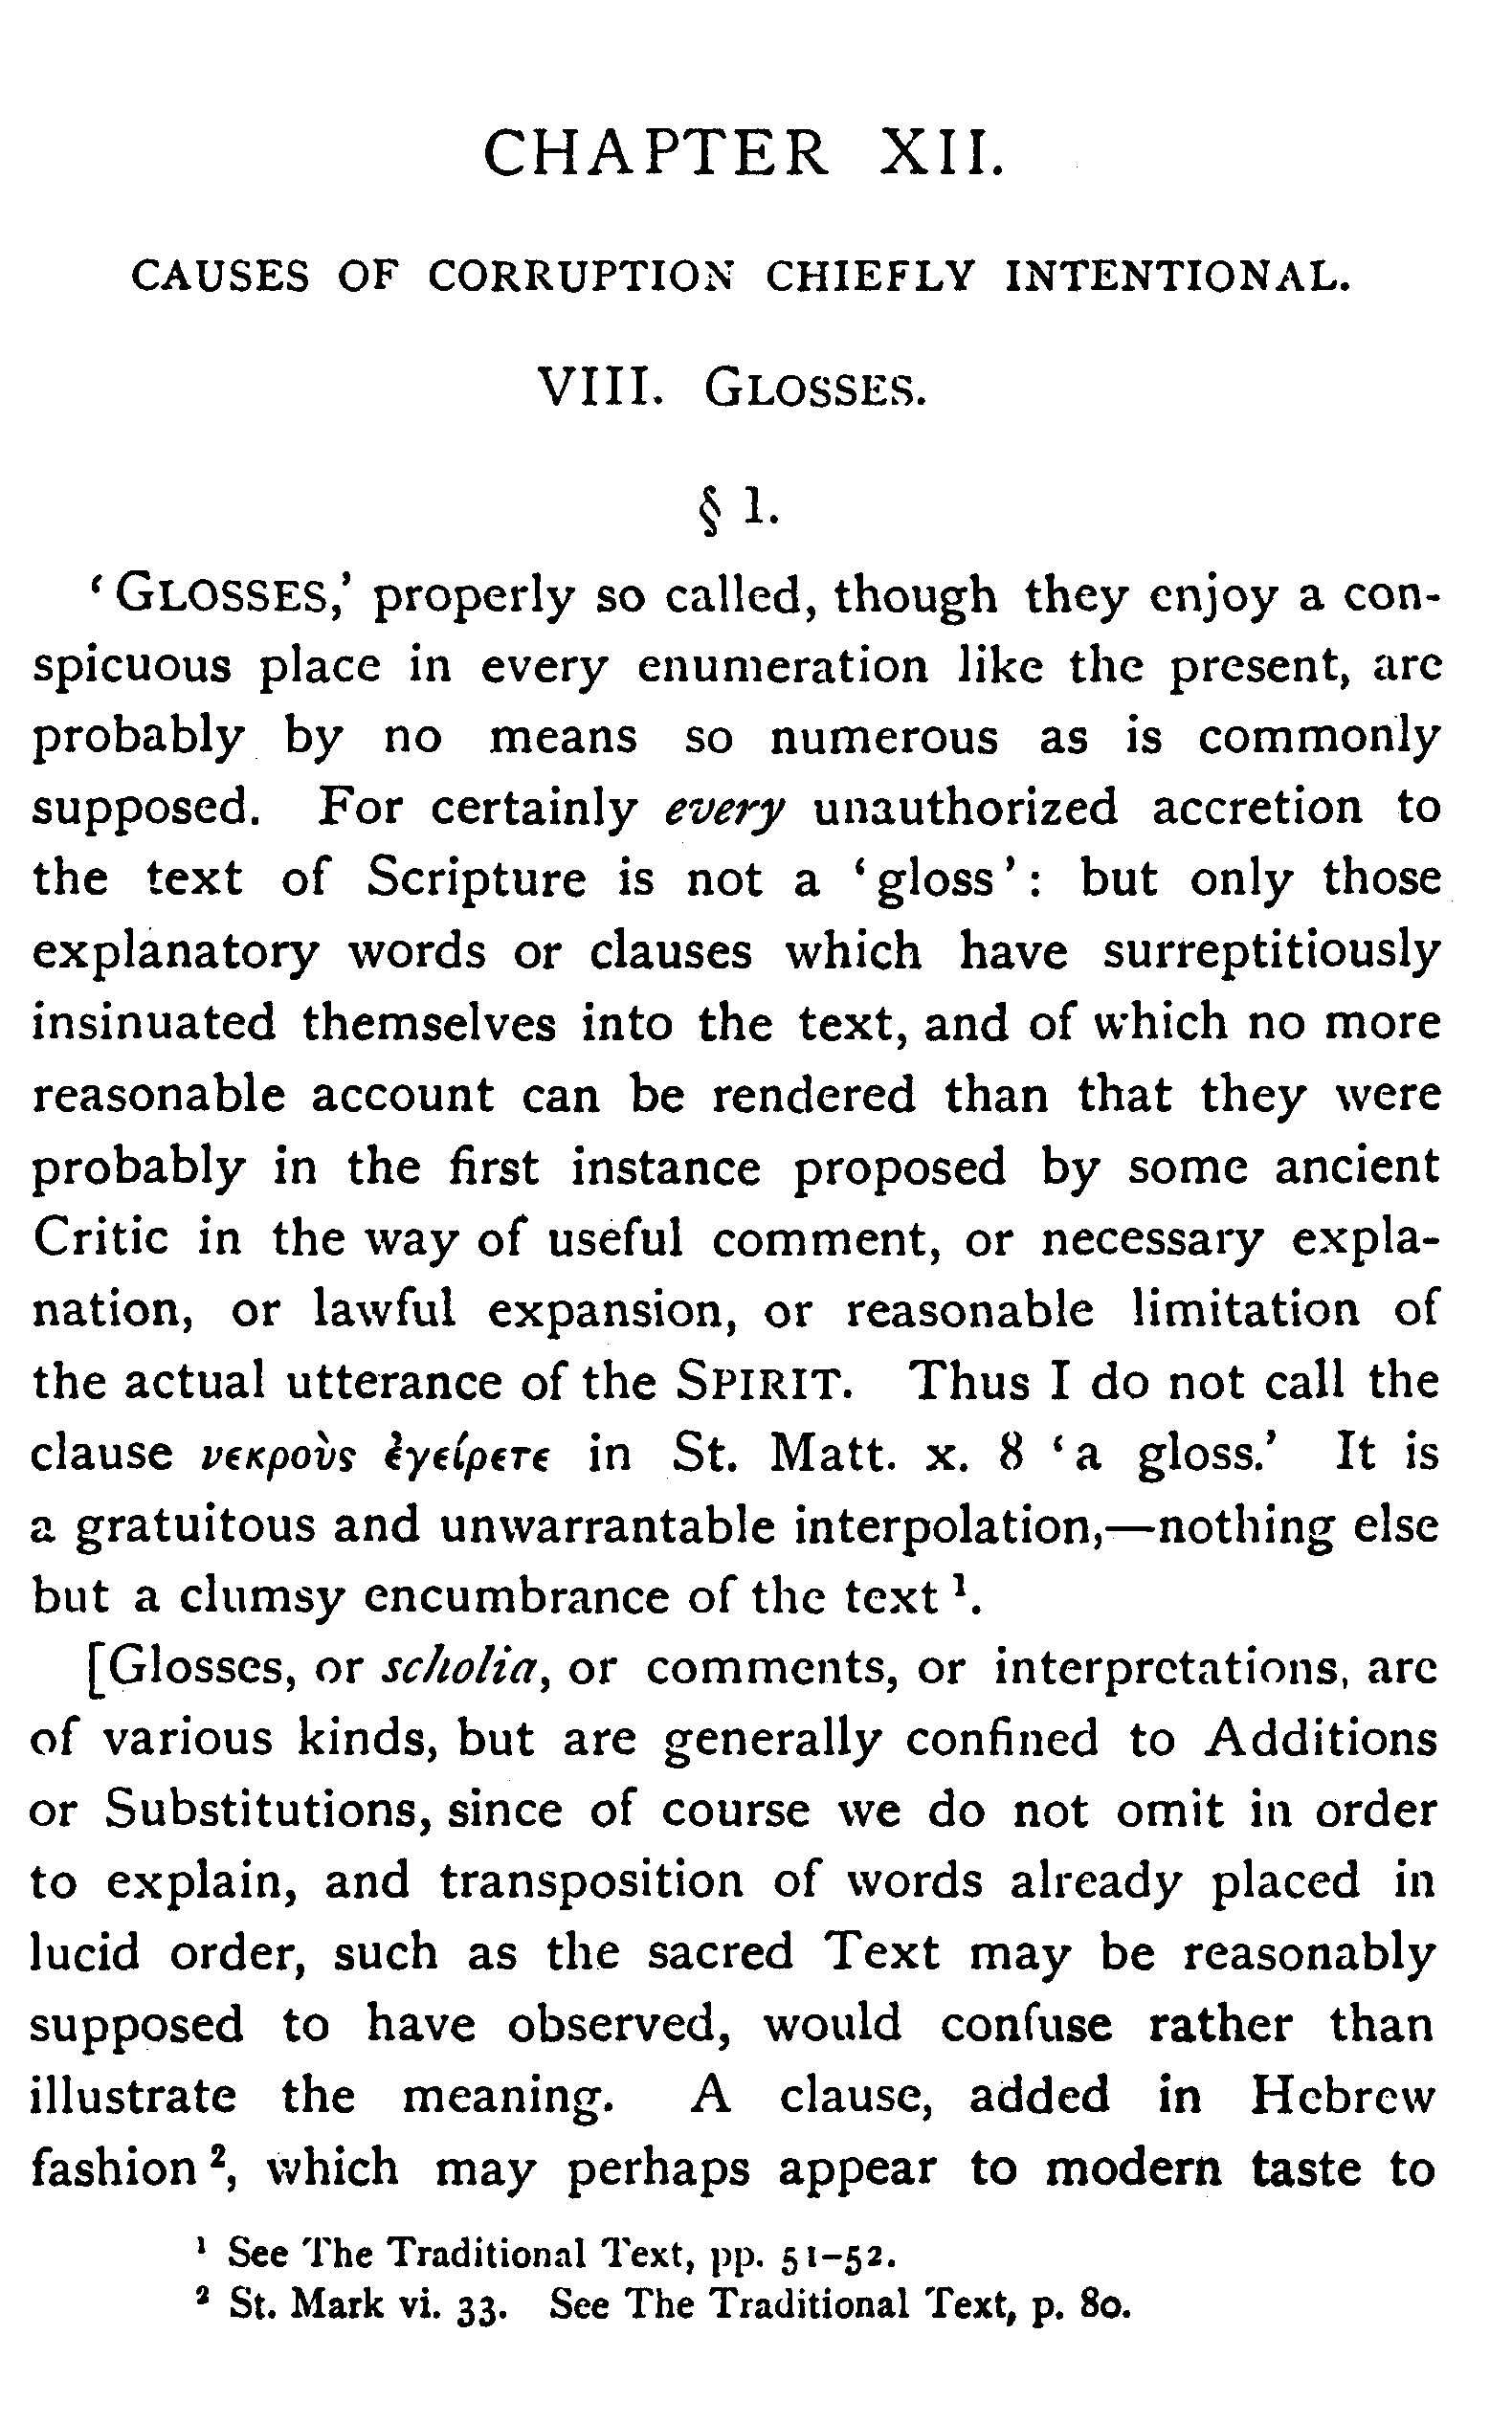 CHAPTER XII.
CAUSES OF CORRUPTION CHIEFLY INTENTIONAL.
VIII. GLOSSES.
§ 1.
‘GLOSSES,’ properly so called, though they enjoy a con-
spicuous place in every enumeration like the present, are
probably by no means so numerous as is commonly
supposed. For certainly every unauthorized accretion to
the text of Scripture is not a ‘gloss’: but only those
explanatory words or clauses which have surreptitiously
insinuated themselves into the text, and of which no more
reasonable account can be rendered than that they were
probably in the first instance proposed by some ancient
Critic in the way of useful comment, or necessary expla-
nation, or lawful expansion, or reasonable limitation of
the actual utterance of the SPIRIT. Thus I do not call the
clause νεκροὺς ἐγείρετε in St. Matt. x. 8 ‘a gloss.’ It is
a gratuitous and unwarrantable interpolation,—nothing else
but a clumsy encumbrance of the text ¹.
[Glosses, or scholia, or comments, or interpretations, are
of various kinds, but are generally confined to Additions
or Substitutions, since of course we do not omit in order
to explain, and transposition of words already placed in
lucid order, such as the sacred Text may be reasonably
supposed to have observed, would confuse rather than
illustrate the meaning. A clause, added in Hebrew
fashion ², which may perhaps appear to modern taste to
¹ See The Traditional Text, pp. 51–52.
² St. Mark vi. 33. See The Traditional Text, p. 80.